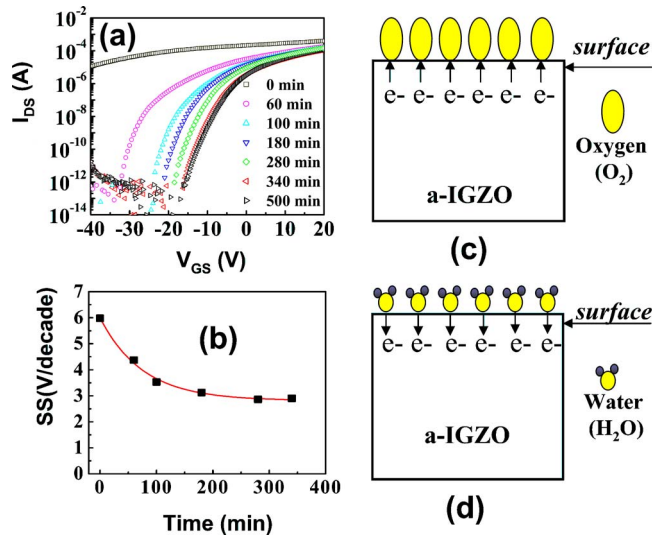 (a)
I_DS (A)
10^-2
10^-4
10^-6
10^-8
10^-10
10^-12
10^-14
0 min
60 min
100 min
180 min
280 min
340 min
500 min
-40 -30 -20 -10 0 10 20
V_GS (V)
(b)
SS(V/decade)
6
5
4
3
2
1
0
0 100 200 300 400
Time (min)
surface
e- e- e- e- e- e-
Oxygen
(O_2)
a-IGZO
(c)
surface
e- e- e- e- e- e-
Water
(H_2O)
a-IGZO
(d)